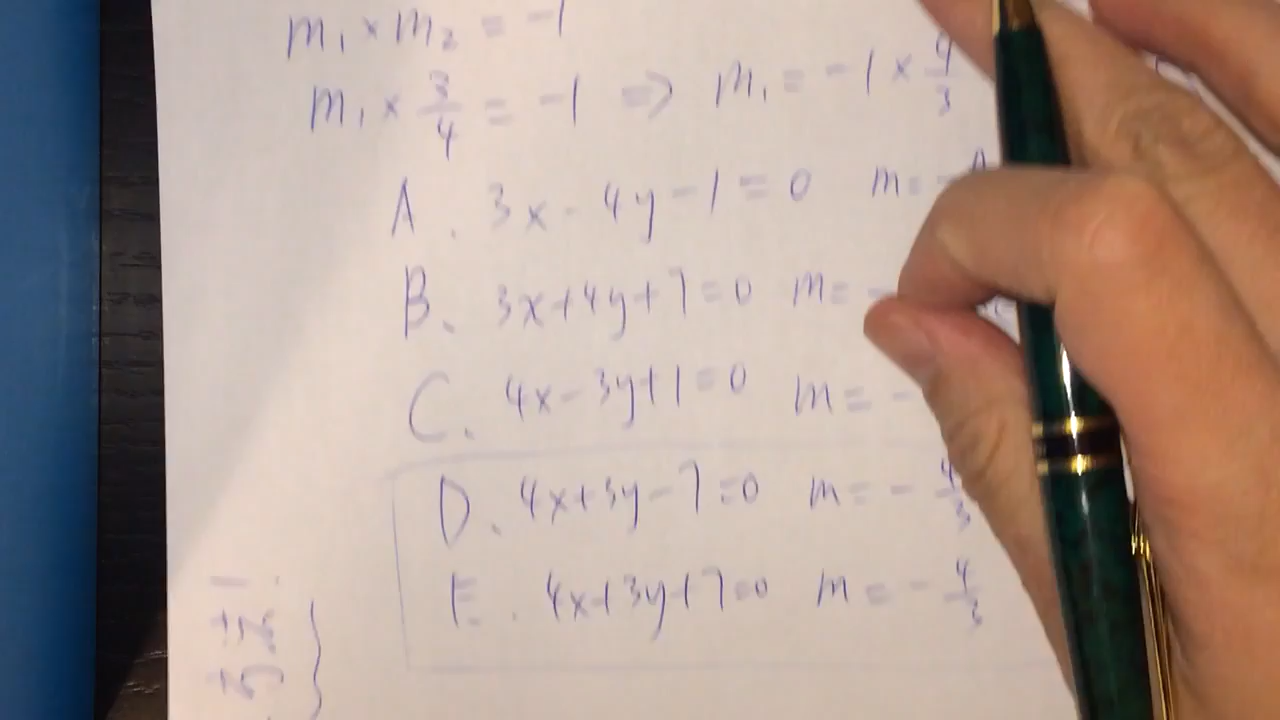 m₁ × m₂ = -1
m₁ × 3/4 = -1 ⇒ m₁ = -1 × 4/3
A. 3x - 4y - 1 = 0 m = -
B. 3x + 4y + 7 = 0 m = -
C. 4x - 3y + 1 = 0 m = -
D. 4x + 3y - 7 = 0 m = - 4/3
E. 4x + 3y + 7 = 0 m = - 4/3